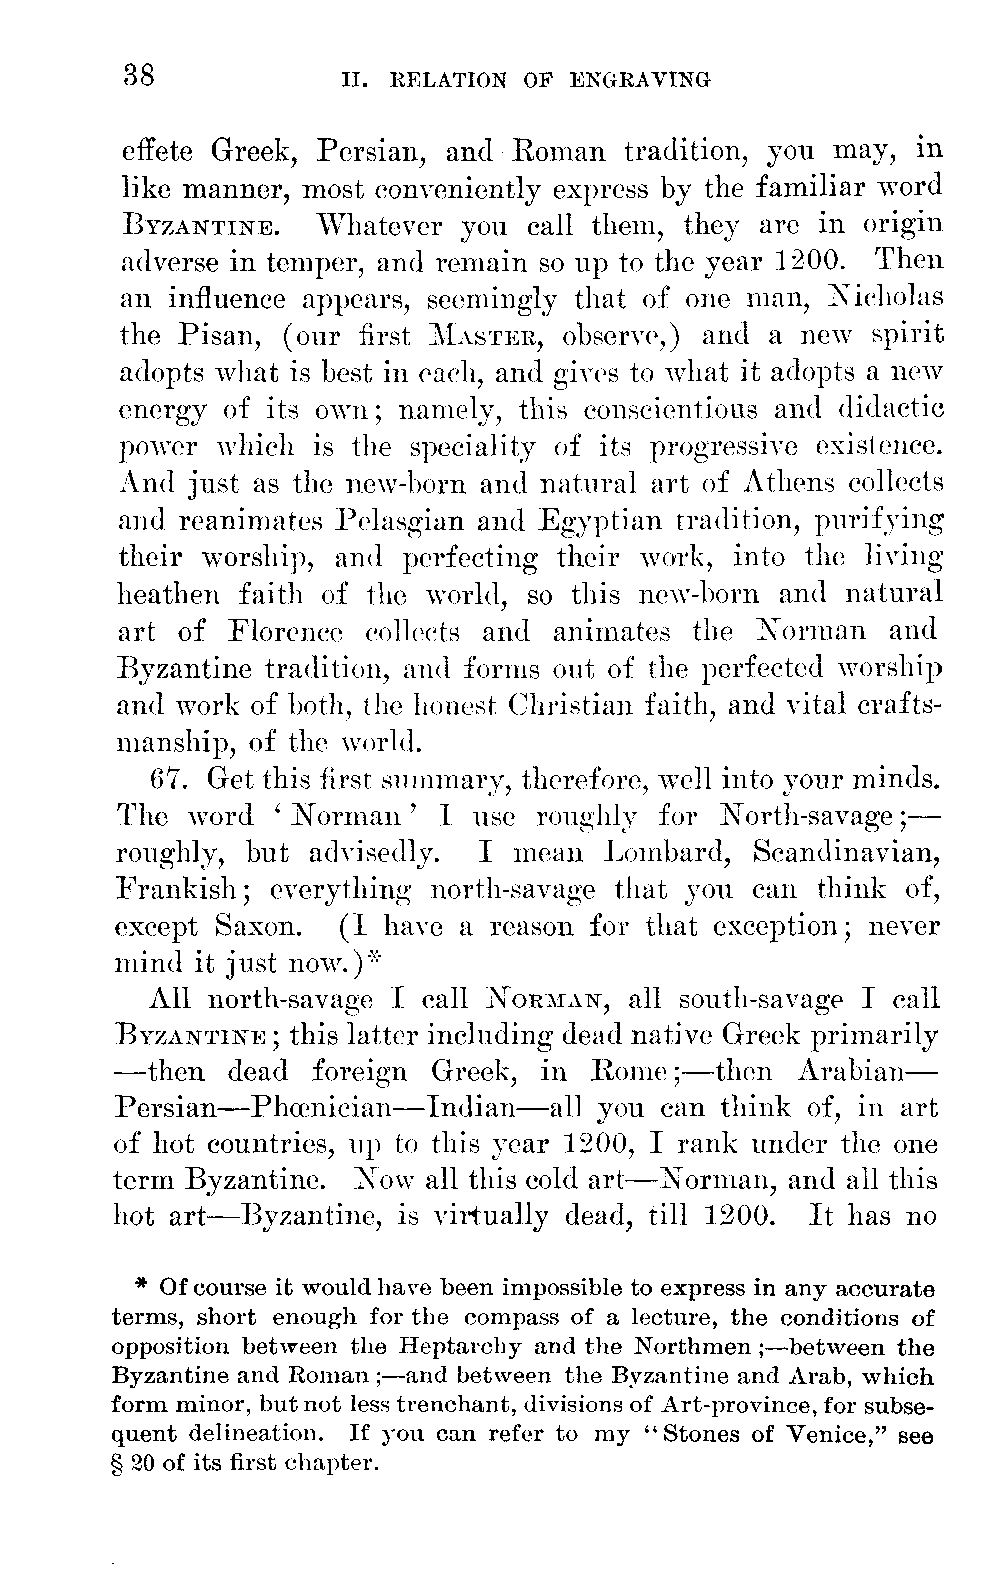 38 II. RELATION OF ENGRAVING
effete Greek, Persian, and Roman tradition, you may, in
like manner, most conveniently express by the familiar word
BYZANTINE. Whatever you call them, they are in origin
adverse in temper, and remain so up to the year 1200. Then
an influence appears, seemingly that of one man, Nicholas
the Pisan, (our first MASTER, observe,) and a new spirit
adopts what is best in each, and gives to what it adopts a new
energy of its own; namely, this conscientious and didactic
power which is the speciality of its progressive existence.
And just as the new-born and natural art of Athens collects
and reanimates Pelasgian and Egyptian tradition, purifying
their worship, and perfecting their work, into the living
heathen faith of the world, so this new-born and natural
art of Florence collects and animates the Norman and
Byzantine tradition, and forms out of the perfected worship
and work of both, the honest Christian faith, and vital crafts-
manship, of the world.
67. Get this first summary, therefore, well into your minds.
The word ‘Norman’ I use roughly for North-savage;—
roughly, but advisedly. I mean Lombard, Scandinavian,
Frankish; everything north-savage that you can think of,
except Saxon. (I have a reason for that exception; never
mind it just now.)*
All north-savage I call NORMAN, all south-savage I call
BYZANTINE; this latter including dead native Greek primarily
—then dead foreign Greek, in Rome;—then Arabian—
Persian—Phœnician—Indian—all you can think of, in art
of hot countries, up to this year 1200, I rank under the one
term Byzantine. Now all this cold art—Norman, and all this
hot art—Byzantine, is virtually dead, till 1200. It has no
* Of course it would have been impossible to express in any accurate
terms, short enough for the compass of a lecture, the conditions of
opposition between the Heptarchy and the Northmen;—between the
Byzantine and Roman;—and between the Byzantine and Arab, which
form minor, but not less trenchant, divisions of Art-province, for subse-
quent delineation. If you can refer to my “Stones of Venice,” see
§ 20 of its first chapter.